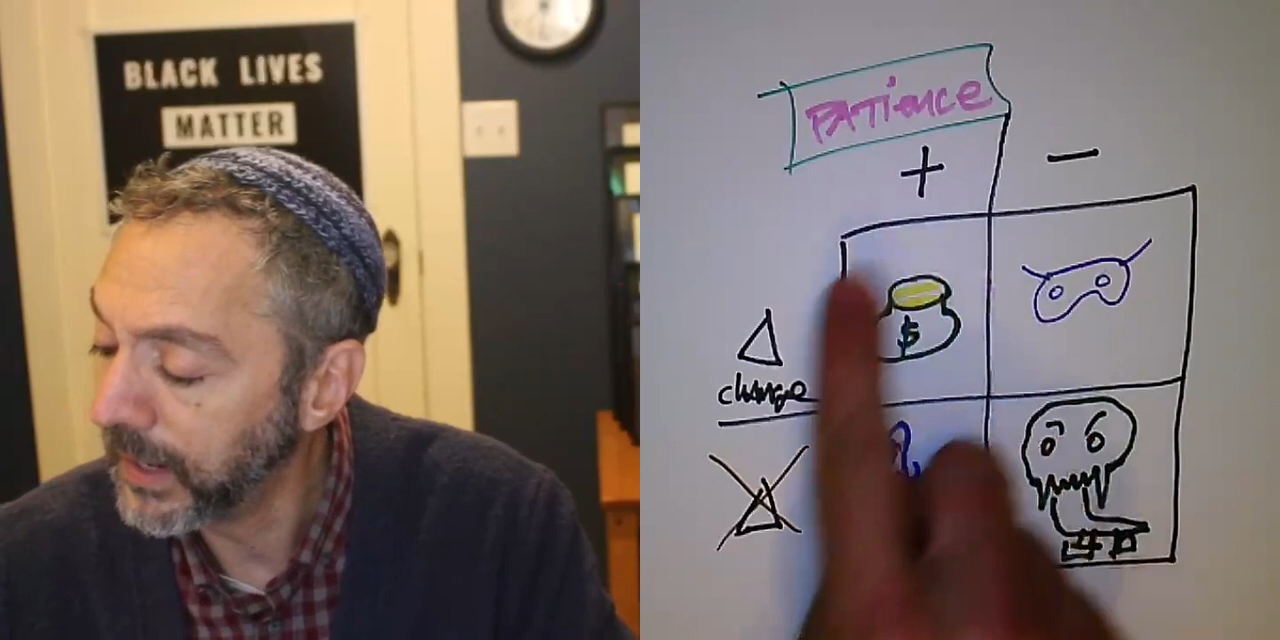 BLACK LIVES
MATTER
PATience
+ −
$
Δ
change
Δ